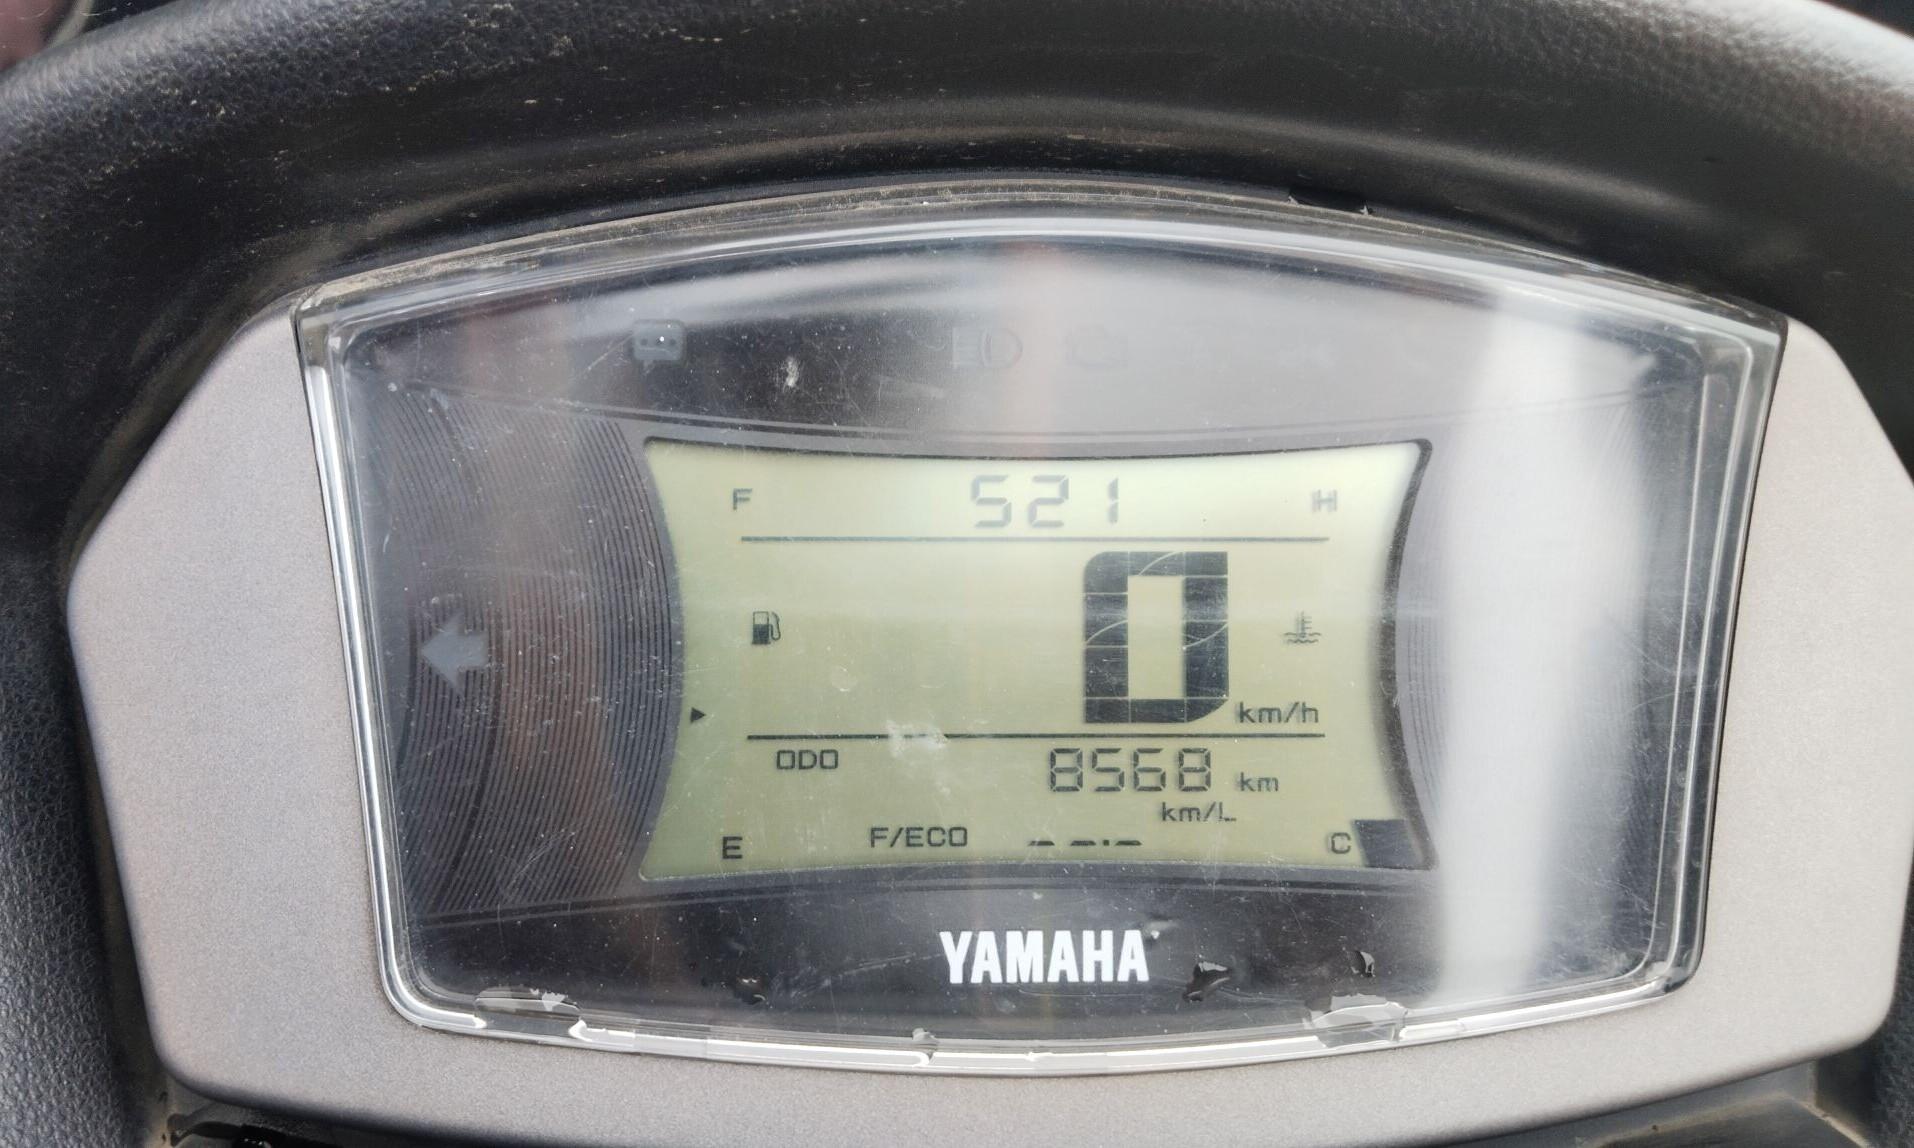 F 521 H
0 km/h
ODO 8568 km
km/L
E F/ECO C
YAMAHA